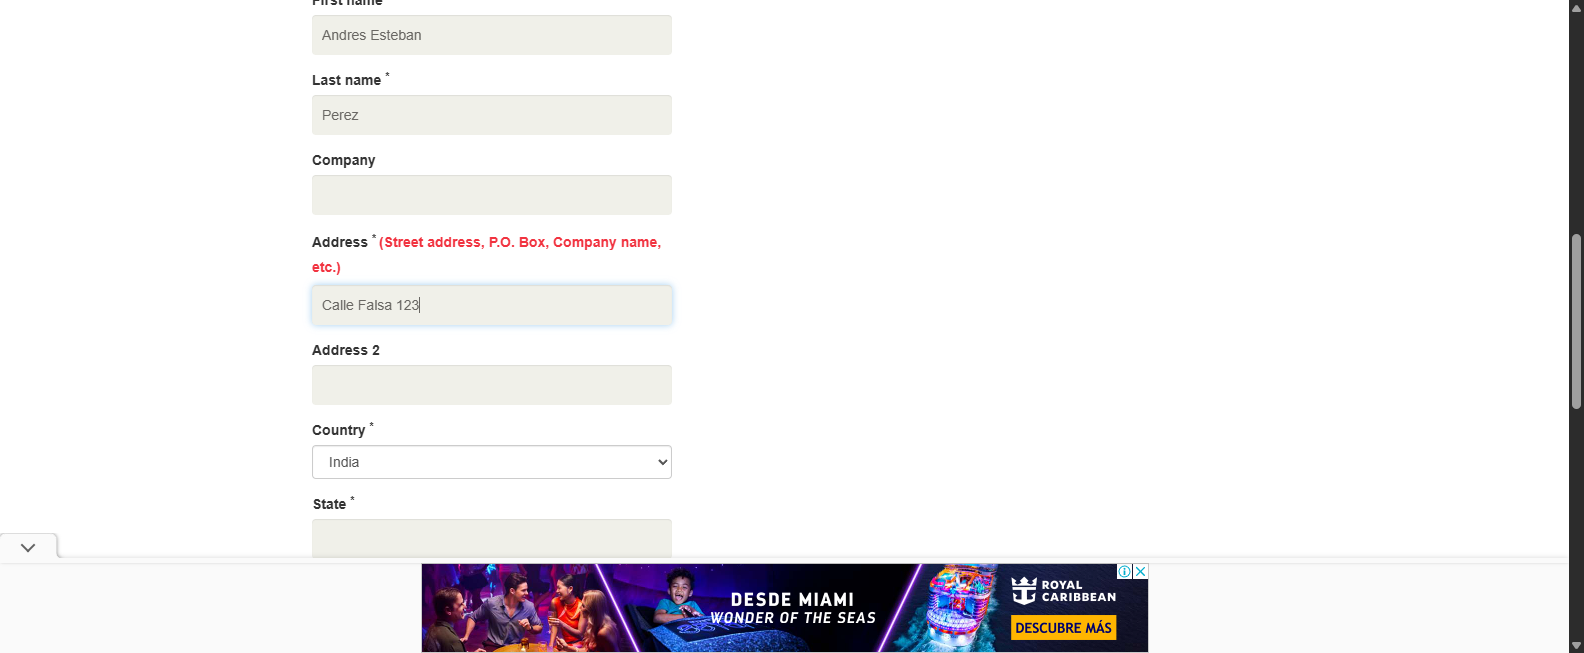 First name
Andres Esteban
Last name *
Perez
Company
Address * (Street address, P.O. Box, Company name,
etc.)
Calle Falsa 123
Address 2
Country *
India
State *
DESDE MIAMI
WONDER OF THE SEAS
ROYAL
CARIBBEAN
DESCUBRE MÁS